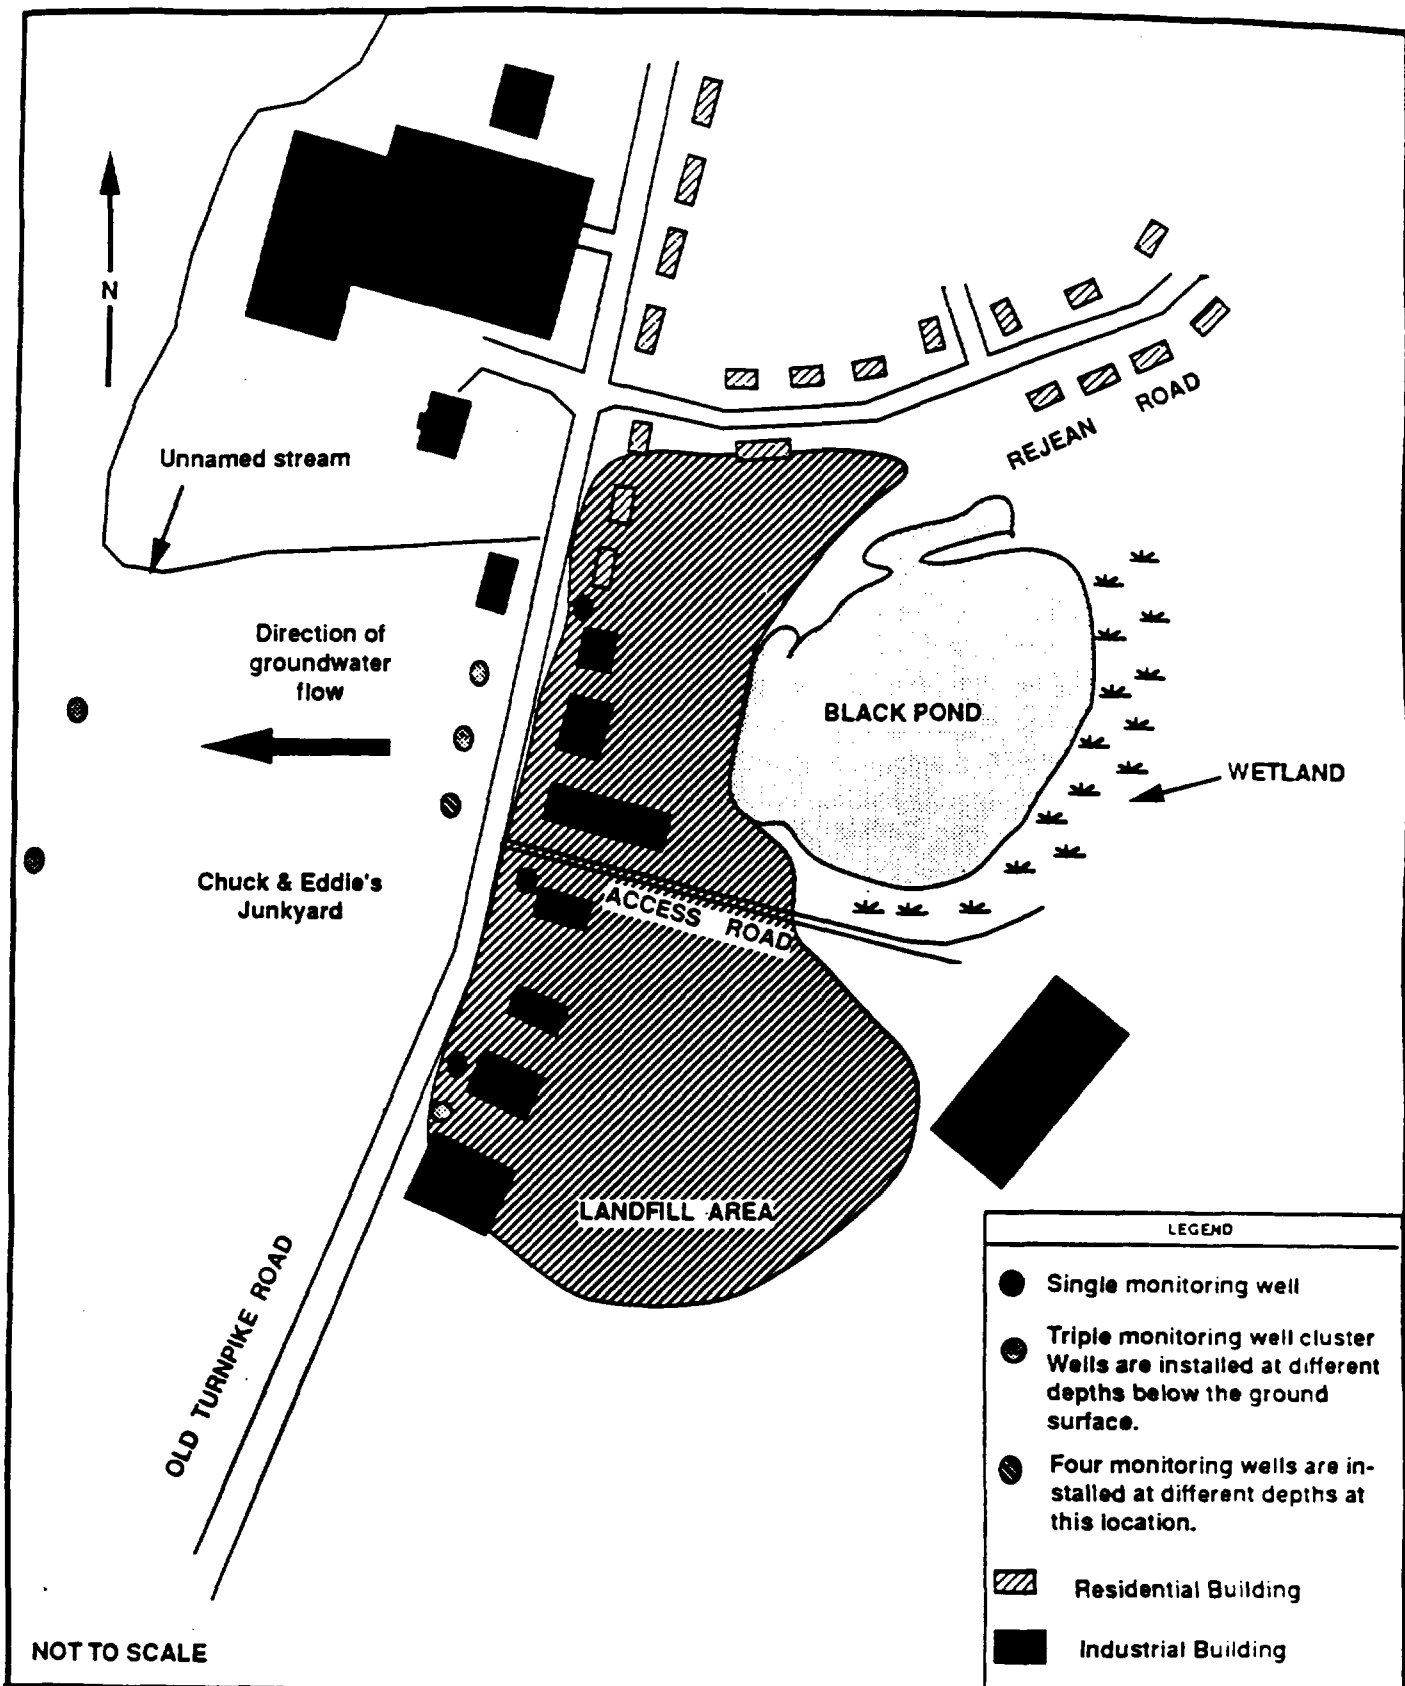 N
REJEAN ROAD
Unnamed stream
Direction of
groundwater
flow
BLACK POND
WETLAND
Chuck & Eddie's
Junkyard
ACCESS ROAD
LANDFILL AREA
OLD TURNPIKE ROAD
NOT TO SCALE
LEGEND
Single monitoring well
Triple monitoring well cluster
Wells are installed at different
depths below the ground
surface.
Four monitoring wells are in-
stalled at different depths at
this location.
Residential Building
Industrial Building